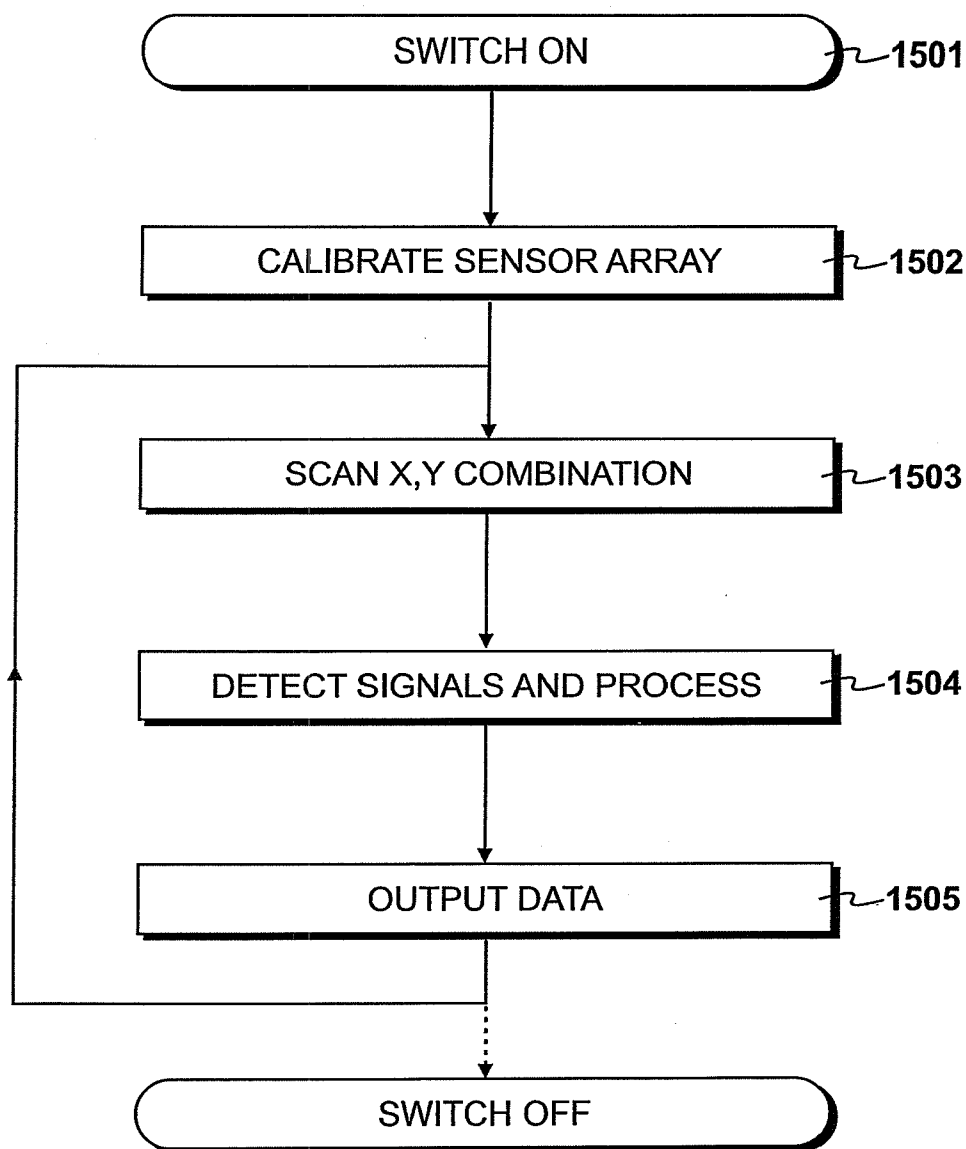 SWITCH ON 1501
CALIBRATE SENSOR ARRAY 1502
SCAN X,Y COMBINATION 1503
DETECT SIGNALS AND PROCESS 1504
OUTPUT DATA 1505
SWITCH OFF